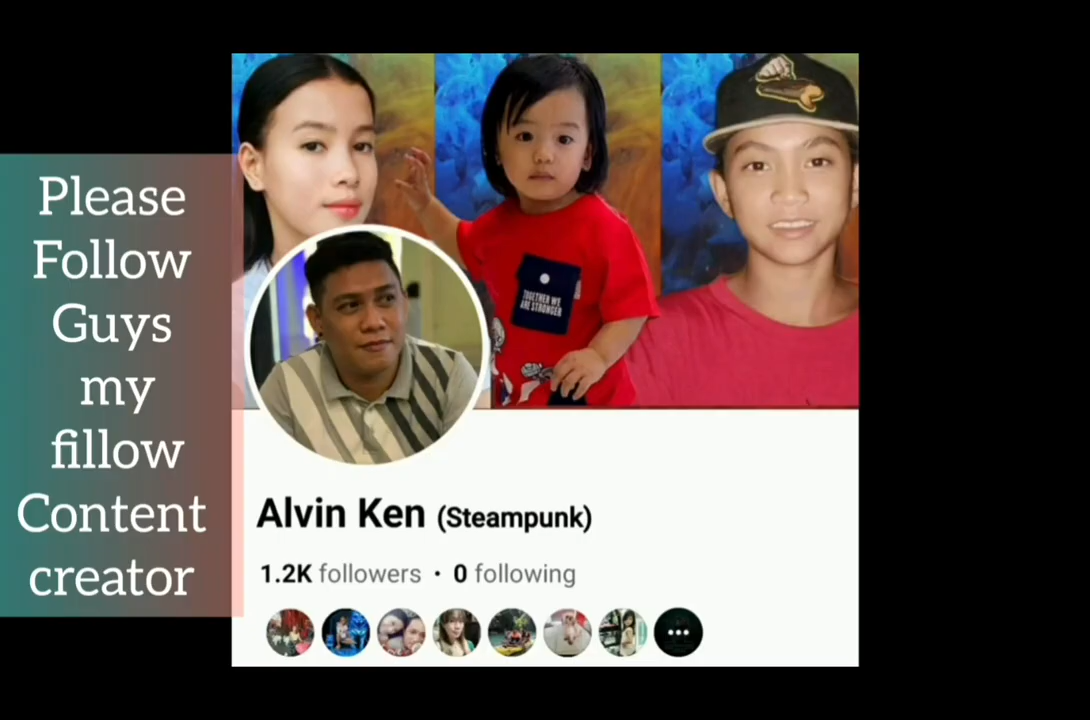 Please
Follow
Guys
my
fillow
Content
creator
TOGETHER WE
ARE STRONGER
Alvin Ken (Steampunk)
1.2K followers · 0 following